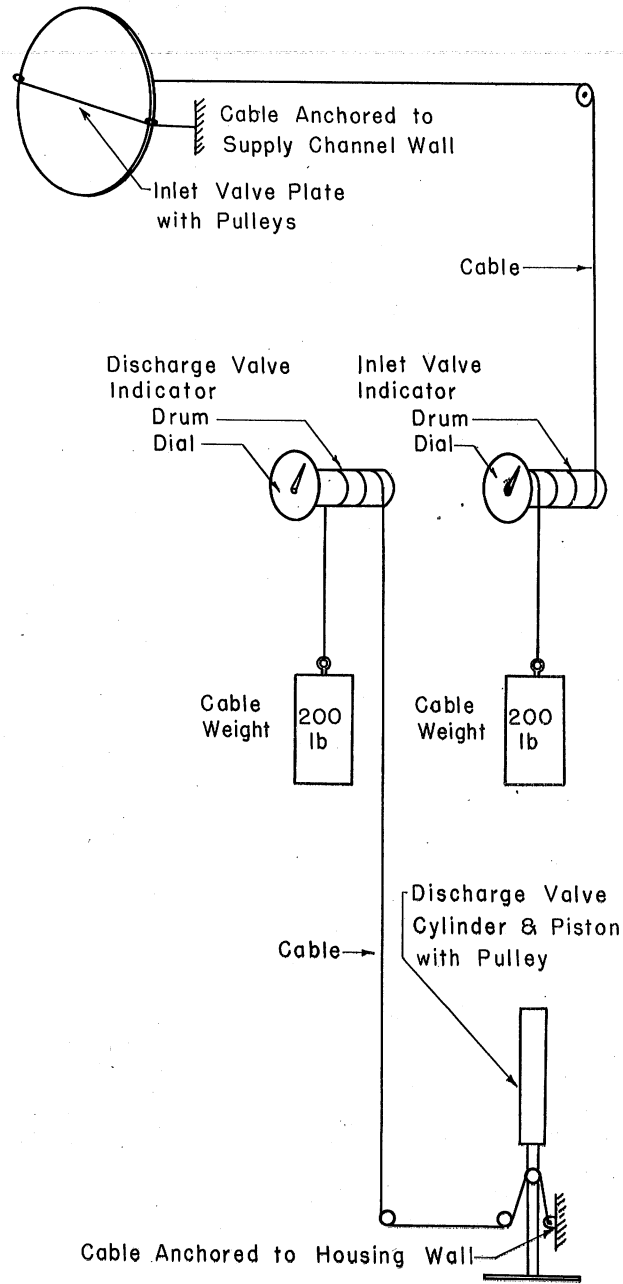 Cable Anchored to
Supply Channel Wall
Inlet Valve Plate
with Pulleys
Cable
Discharge Valve
Indicator
Drum
Dial
Inlet Valve
Indicator
Drum
Dial
Cable
Weight
200
lb
Cable
Weight
200
lb
Discharge Valve
Cylinder & Piston
with Pulley
Cable
Cable Anchored to Housing Wall